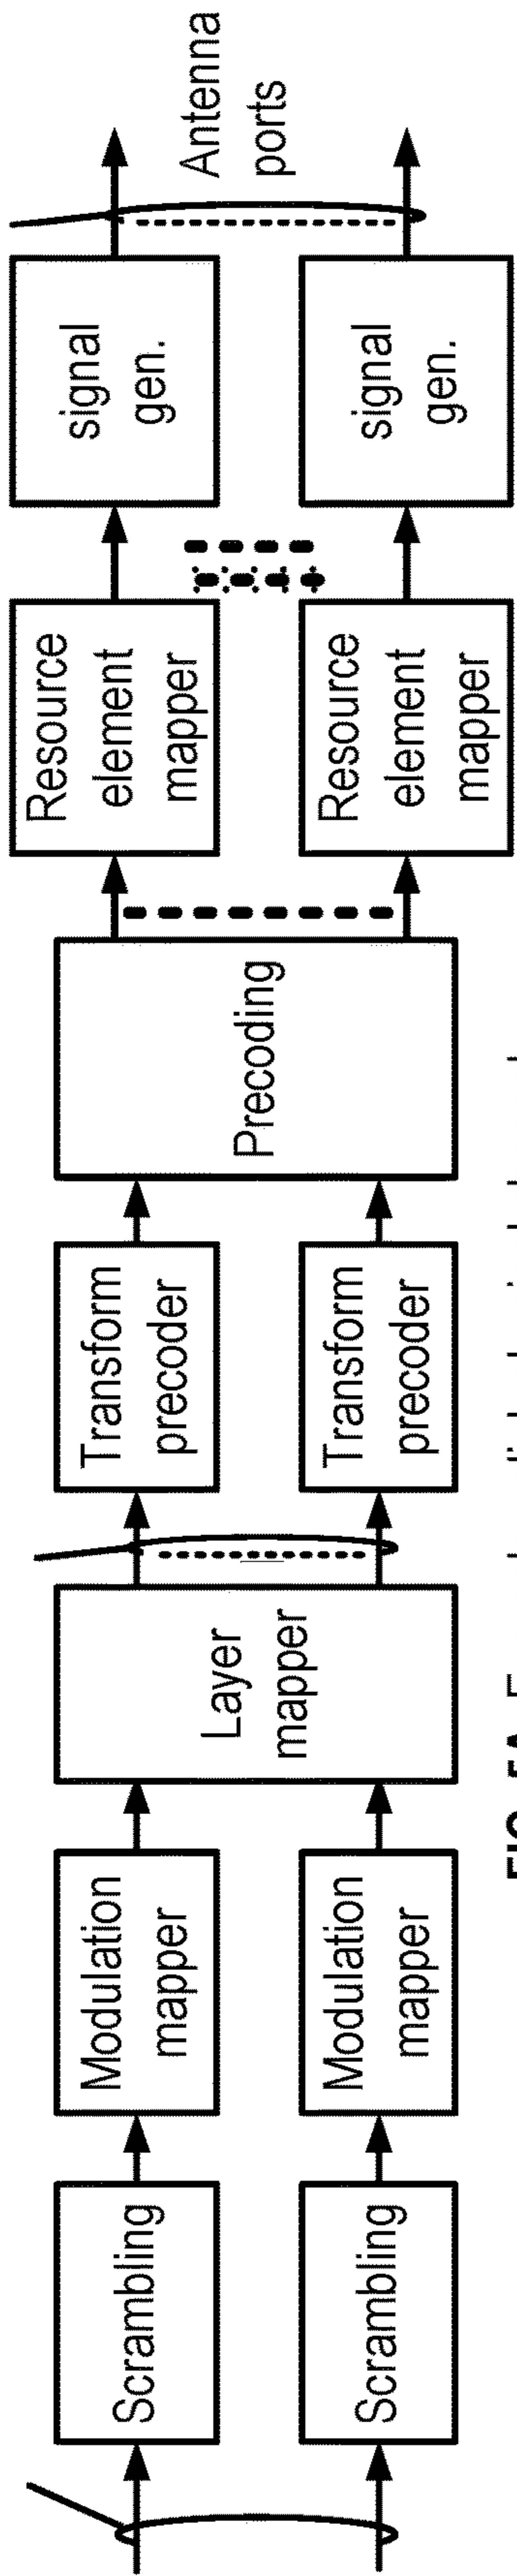 Scrambling
Scrambling
Modulation
mapper
Modulation
mapper
Layer
mapper
Transform
precoder
Transform
precoder
Precoding
Resource
element
mapper
Resource
element
mapper
signal
gen.
signal
gen.
Antenna
ports